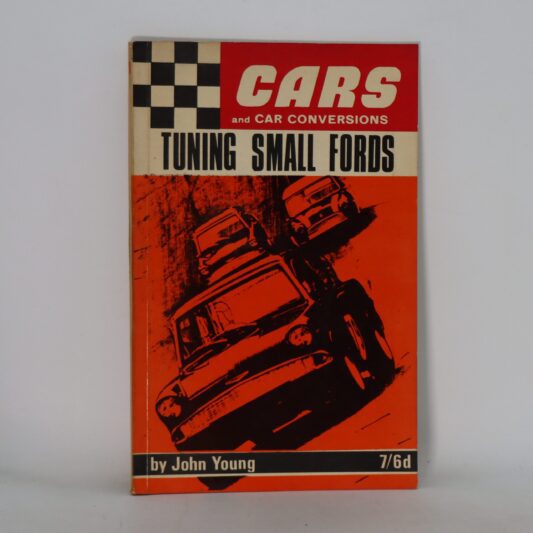 CARS
and CAR CONVERSIONS
TUNING SMALL FORDS
by John Young 7/6d